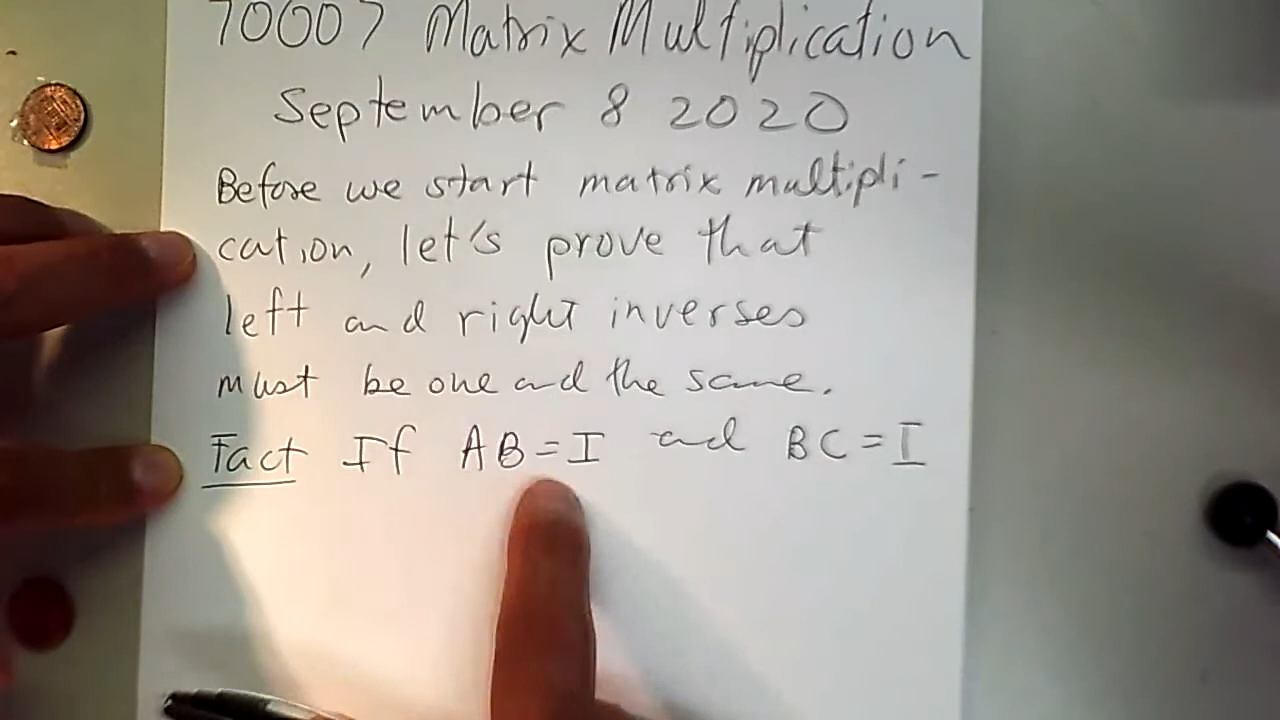 70007 Matrix Multiplication
September 8 2020
Before we start matrix multipli-
cation, let's prove that
left and right inverses
must be one and the same.
Fact If AB=I and BC=I